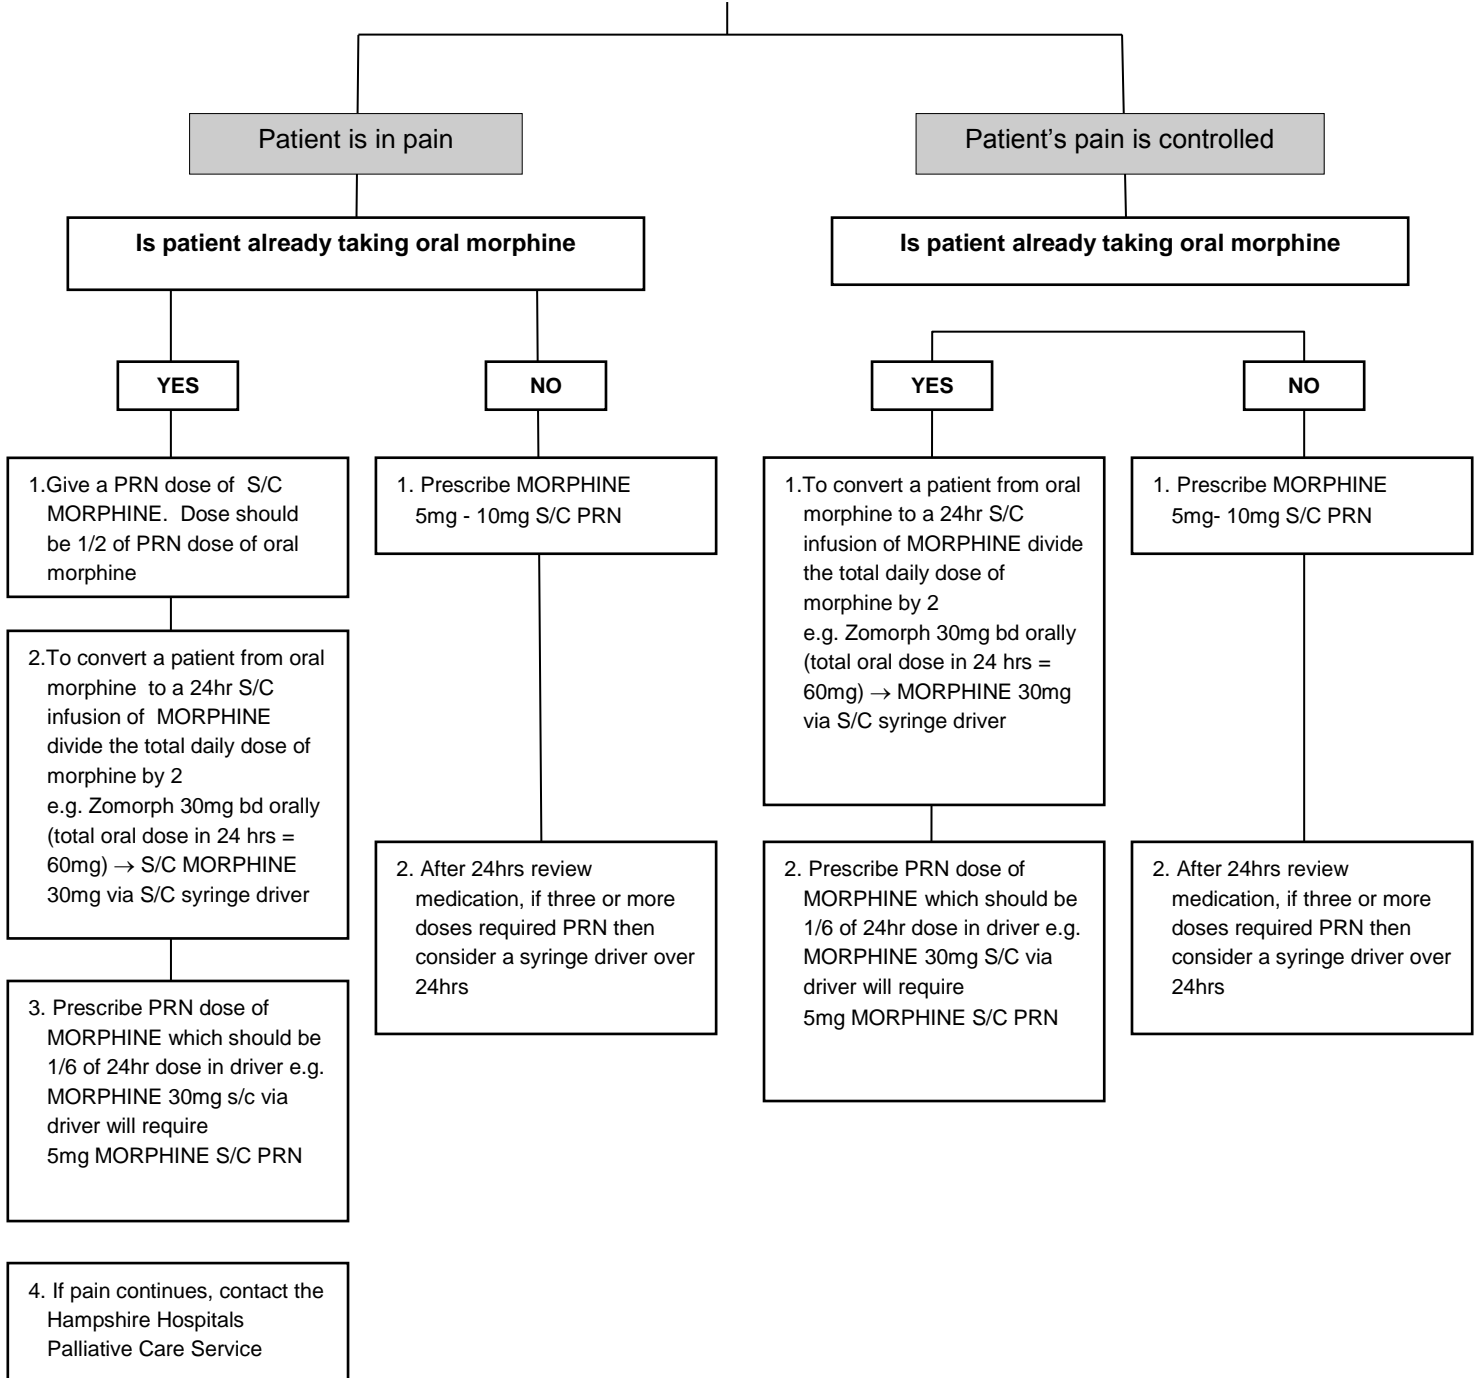 Patient is in pain
Patient's pain is controlled
Is patient already taking oral morphine
Is patient already taking oral morphine
YES
NO
YES
NO
1.Give a PRN dose of S/C
MORPHINE. Dose should
be 1/2 of PRN dose of oral
morphine
2.To convert a patient from oral
morphine to a 24hr S/C
infusion of MORPHINE
divide the total daily dose of
morphine by 2
e.g. Zomorph 30mg bd orally
(total oral dose in 24 hrs =
60mg) → S/C MORPHINE
30mg via S/C syringe driver
3. Prescribe PRN dose of
MORPHINE which should be
1/6 of 24hr dose in driver e.g.
MORPHINE 30mg s/c via
driver will require
5mg MORPHINE S/C PRN
4. If pain continues, contact the
Hampshire Hospitals
Palliative Care Service
1. Prescribe MORPHINE
5mg - 10mg S/C PRN
2. After 24hrs review
medication, if three or more
doses required PRN then
consider a syringe driver over
24hrs
1.To convert a patient from oral
morphine to a 24hr S/C
infusion of MORPHINE divide
the total daily dose of
morphine by 2
e.g. Zomorph 30mg bd orally
(total oral dose in 24 hrs =
60mg) → MORPHINE 30mg
via S/C syringe driver
2. Prescribe PRN dose of
MORPHINE which should be
1/6 of 24hr dose in driver e.g.
MORPHINE 30mg S/C via
driver will require
5mg MORPHINE S/C PRN
1. Prescribe MORPHINE
5mg- 10mg S/C PRN
2. After 24hrs review
medication, if three or more
doses required PRN then
consider a syringe driver over
24hrs